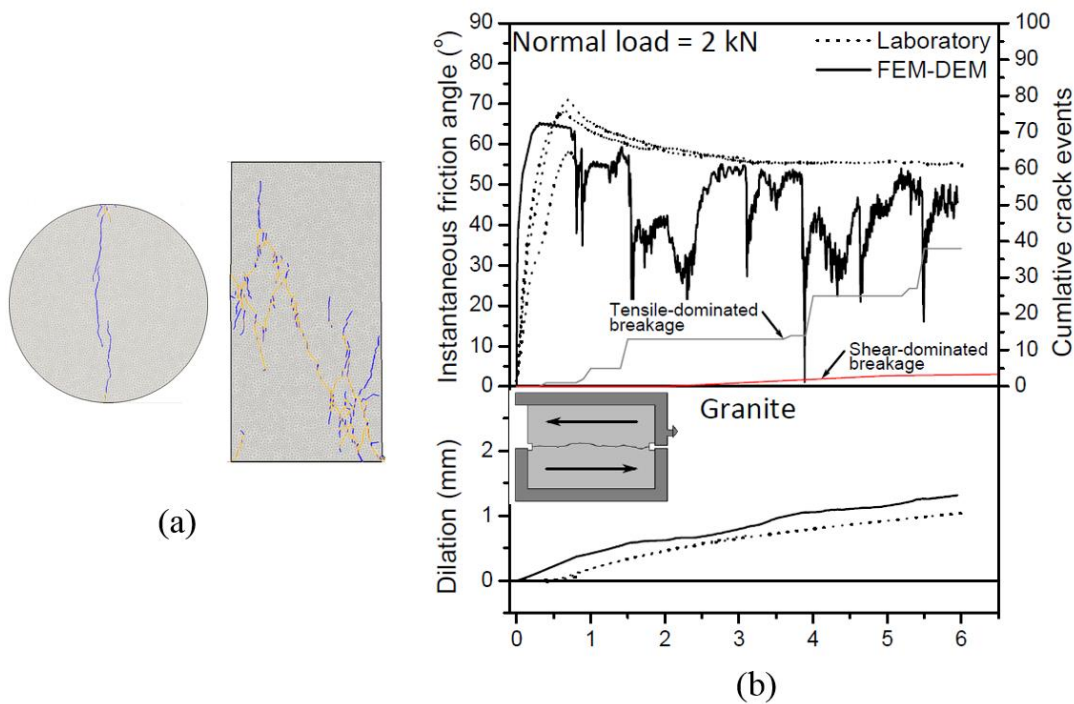 (a)
90
80
70
60
50
40
30
20
10
0
Instantaneous friction angle (°)
Normal load = 2 kN
Laboratory
FEM-DEM
Tensile-dominated
breakage
Shear-dominated
breakage
100
90
80
70
60
50
40
30
20
10
0
Cumulative crack events
Granite
2
1
0
Dilation (mm)
0 1 2 3 4 5 6
(b)